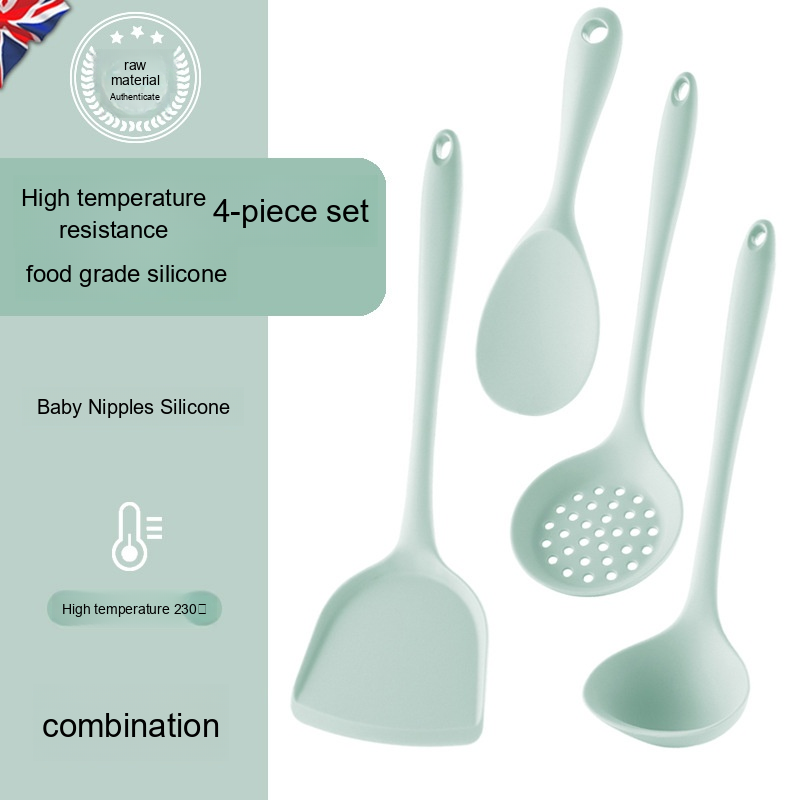 raw
material
Authenticate
High temperature
resistance
4-piece set
food grade silicone
Baby Nipples Silicone
High temperature 230□
combination